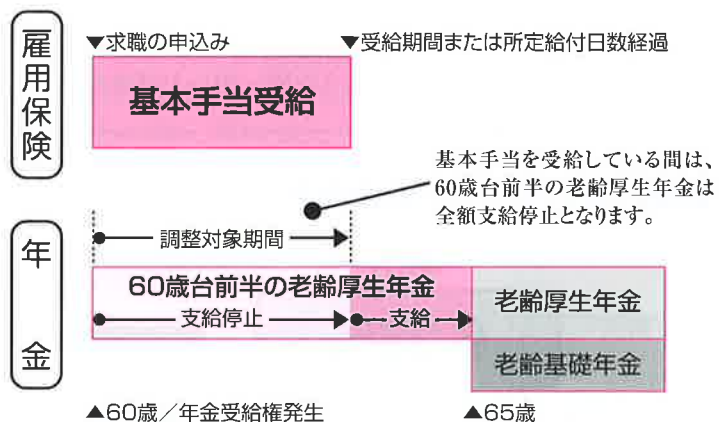 雇用保険
▼求職の申込み
▼受給期間または所定給付日数経過
基本手当受給
基本手当を受給している間は、
60歳台前半の老齢厚生年金は
全額支給停止となります。
年金
調整対象期間
60歳台前半の老齢厚生年金
支給停止
支給
老齢厚生年金
老齢基礎年金
▲60歳／年金受給権発生
▲65歳